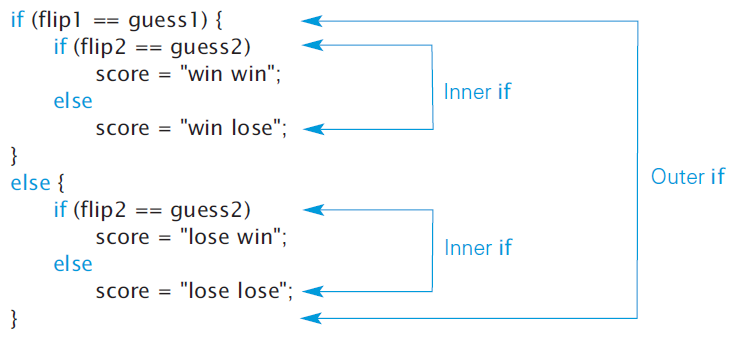 if (flip1 == guess1) {
if (flip2 == guess2)
score = "win win";
else
Inner if
score = "win lose";
}
Outer if
else {
if (flip2 == guess2)
score = "lose win";
Inner if
else
score = "lose lose";
}